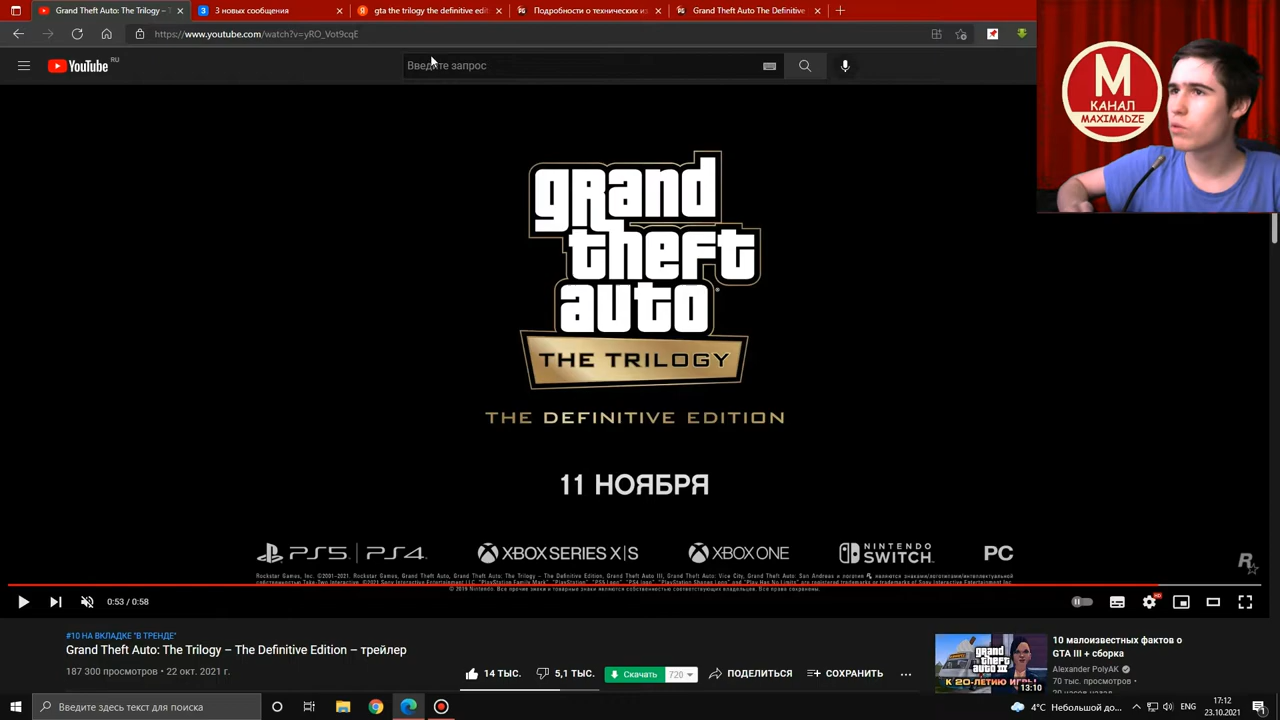 Grand Theft Auto: The Trilogy –
3 новых сообщения
gta the trilogy the definitive edi
Подробности о технических из
Grand Theft Auto The Definitive
https://www.youtube.com/watch?v=yRO_Vot9cqE
YouTube RU
Введите запрос
М
КАНАЛ
MAXIMADZE
grand
theft
auto
THE TRILOGY
THE DEFINITIVE EDITION
11 НОЯБРЯ
PS5 | PS4 XBOX SERIES X|S XBOX ONE NINTENDO SWITCH PC
0:53 / 0:58
HD
#10 НА ВКЛАДКЕ "В ТРЕНДЕ"
Grand Theft Auto: The Trilogy – The Definitive Edition – трейлер
187 300 просмотров • 22 окт. 2021 г.
14 ТЫС. 5,1 ТЫС. Скачать 720 ПОДЕЛИТЬСЯ СОХРАНИТЬ
grand theft auto III
К 20-ЛЕТИЮ ИГРЫ
13:10
10 малоизвестных фактов о
GTA III + сборка
Alexander PolyAK
70 тыс. просмотров •
Введите здесь текст для поиска
4°C Небольшой до...
ENG
17:12
23.10.2021